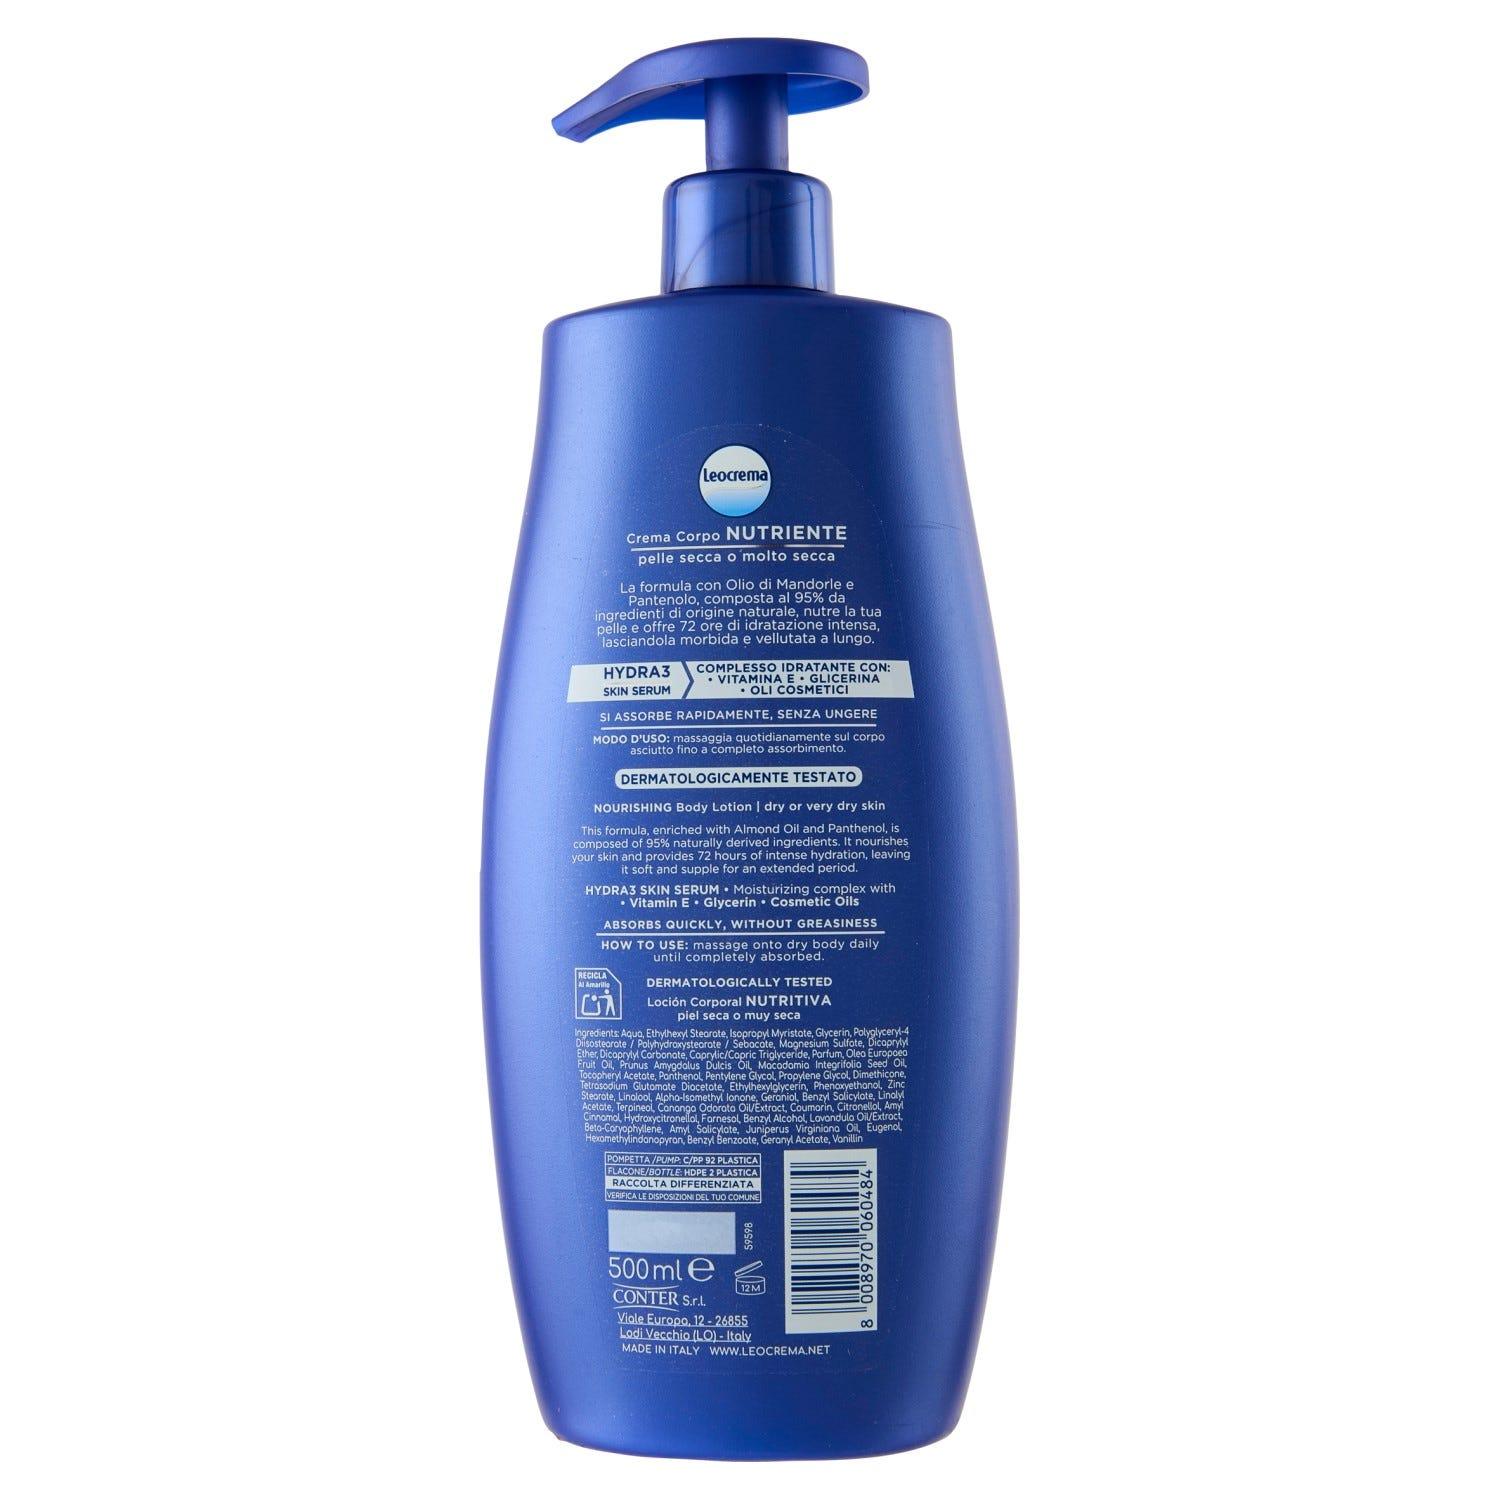 Leocrema
Crema Corpo NUTRIENTE
pelle secca o molto secca
La formula con Olio di Mandorle e
Pantenolo, composta al 95% da
ingredienti di origine naturale, nutre la tua
pelle e offre 72 ore di idratazione intensa,
lasciandola morbida e vellutata a lungo.
HYDRA3
SKIN SERUM
COMPLESSO IDRATANTE CON:
• VITAMINA E • GLICERINA
• OLI COSMETICI
SI ASSORBE RAPIDAMENTE, SENZA UNGERE
MODO D'USO: massaggia quotidianamente sul corpo
asciutto fino a completo assorbimento.
DERMATOLOGICAMENTE TESTATO
NOURISHING Body Lotion | dry or very dry skin
This formula, enriched with Almond Oil and Panthenol, is
composed of 95% naturally derived ingredients. It nourishes
your skin and provides 72 hours of intense hydration, leaving
it soft and supple for an extended period.
HYDRA3 SKIN SERUM • Moisturizing complex with
• Vitamin E • Glycerin • Cosmetic Oils
ABSORBS QUICKLY, WITHOUT GREASINESS
HOW TO USE: massage onto dry body daily
until completely absorbed.
RECICLA
Al Amarillo
DERMATOLOGICALLY TESTED
Loción Corporal NUTRITIVA
piel seca o muy seca
Ingredients: Aqua, Ethylhexyl Stearate, Isopropyl Myristate, Glycerin, Polyglyceryl-4
Diisostearate / Polyhydroxystearate / Sebacate, Magnesium Sulfate, Dicaprylyl
Ether, Dicaprylyl Carbonate, Caprylic/Capric Triglyceride, Parfum, Olea Europaea
Fruit Oil, Prunus Amygdalus Dulcis Oil, Macadamia Integrifolia Seed Oil,
Tocopheryl Acetate, Panthenol, Pentylene Glycol, Propylene Glycol, Dimethicone,
Tetrasodium Glutamate Diacetate, Ethylhexylglycerin, Phenoxyethanol, Zinc
Stearate, Linalool, Alpha-Isomethyl Ionone, Geraniol, Benzyl Salicylate, Linalyl
Acetate, Terpineol, Cananga Odorata Oil/Extract, Coumarin, Citronellol, Amyl
Cinnamal, Hydroxycitronellal, Farnesol, Benzyl Alcohol, Lavandula Oil/Extract,
Beta-Caryophyllene, Amyl Salicylate, Juniperus Virginiana Oil, Eugenol,
Hexamethylindanopyran, Benzyl Benzoate, Geranyl Acetate, Vanillin
POMPETTA /PUMP: C/PP 92 PLASTICA
FLACONE/BOTTLE: HDPE 2 PLASTICA
RACCOLTA DIFFERENZIATA
VERIFICA LE DISPOSIZIONI DEL TUO COMUNE
59598
500 ml e
12M
CONTER S.r.l.
Viale Europa, 12 - 26855
Lodi Vecchio (LO) - Italy
MADE IN ITALY WWW.LEOCREMA.NET
8 008970 060484